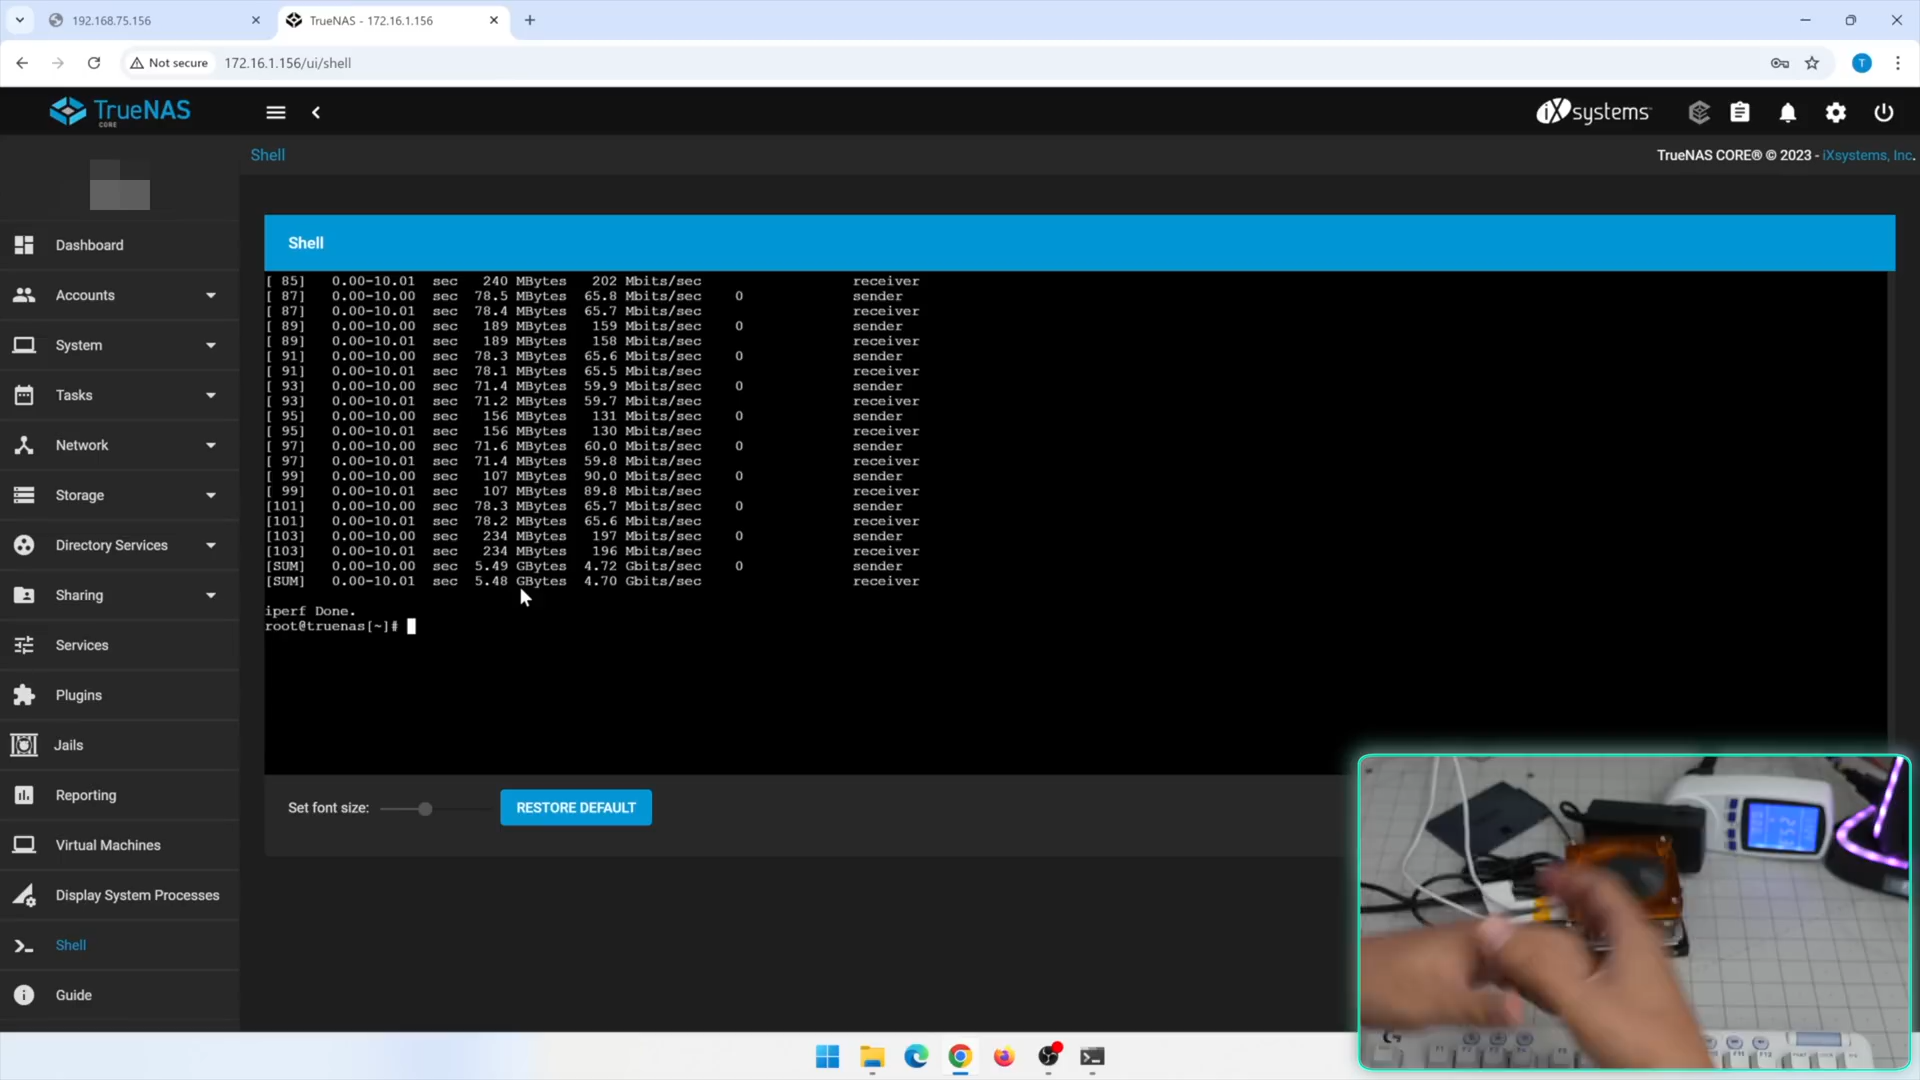 192.168.75.156
TrueNAS - 172.16.1.156
Not secure
172.16.1.156/ui/shell
T
TrueNAS
CORE
iXsystems
Shell
TrueNAS CORE® © 2023 - iXsystems, Inc.
Dashboard
Accounts
System
Tasks
Network
Storage
Directory Services
Sharing
Services
Plugins
Jails
Reporting
Virtual Machines
Display System Processes
Shell
Guide
Shell
[ 85] 0.00-10.01 sec 240 MBytes 202 Mbits/sec receiver
[ 87] 0.00-10.00 sec 78.5 MBytes 65.8 Mbits/sec 0 sender
[ 87] 0.00-10.01 sec 78.4 MBytes 65.7 Mbits/sec receiver
[ 89] 0.00-10.00 sec 189 MBytes 159 Mbits/sec 0 sender
[ 89] 0.00-10.01 sec 189 MBytes 158 Mbits/sec receiver
[ 91] 0.00-10.00 sec 78.3 MBytes 65.6 Mbits/sec 0 sender
[ 91] 0.00-10.01 sec 78.1 MBytes 65.5 Mbits/sec receiver
[ 93] 0.00-10.00 sec 71.4 MBytes 59.9 Mbits/sec 0 sender
[ 93] 0.00-10.01 sec 71.2 MBytes 59.7 Mbits/sec receiver
[ 95] 0.00-10.00 sec 156 MBytes 131 Mbits/sec 0 sender
[ 95] 0.00-10.01 sec 156 MBytes 130 Mbits/sec receiver
[ 97] 0.00-10.00 sec 71.6 MBytes 60.0 Mbits/sec 0 sender
[ 97] 0.00-10.01 sec 71.4 MBytes 59.8 Mbits/sec receiver
[ 99] 0.00-10.00 sec 107 MBytes 90.0 Mbits/sec 0 sender
[ 99] 0.00-10.01 sec 107 MBytes 89.8 Mbits/sec receiver
[101] 0.00-10.00 sec 78.3 MBytes 65.7 Mbits/sec 0 sender
[101] 0.00-10.01 sec 78.2 MBytes 65.6 Mbits/sec receiver
[103] 0.00-10.00 sec 234 MBytes 197 Mbits/sec 0 sender
[103] 0.00-10.01 sec 234 MBytes 196 Mbits/sec receiver
[SUM] 0.00-10.00 sec 5.49 GBytes 4.72 Gbits/sec 0 sender
[SUM] 0.00-10.01 sec 5.48 GBytes 4.70 Gbits/sec receiver
iperf Done.
root@truenas[~]#
Set font size:
RESTORE DEFAULT